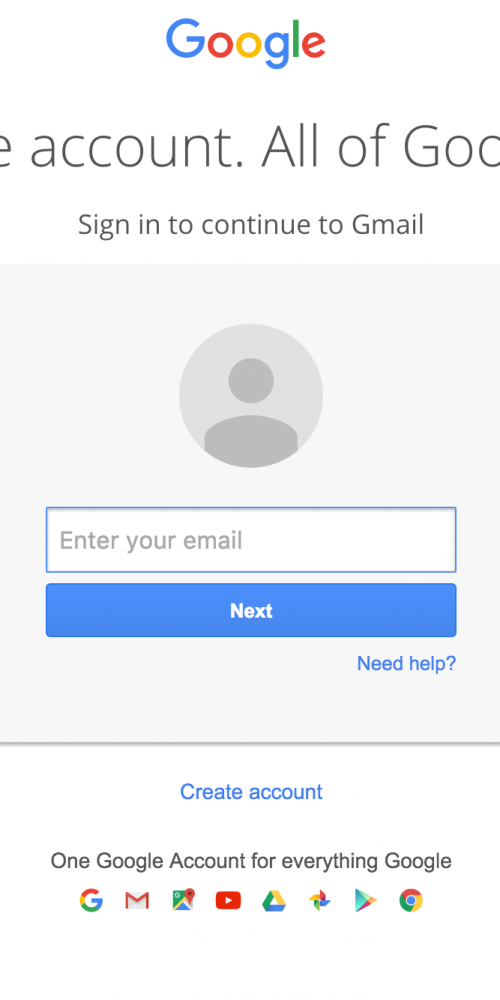 Google
e account. All of Goo
Sign in to continue to Gmail
Enter your email
Next
Need help?
Create account
One Google Account for everything Google